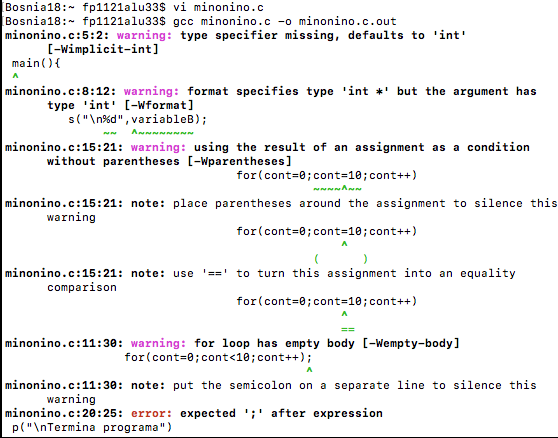 [Bosnia18:~ fp1121alu33$ vi minonino.c
[Bosnia18:~ fp1121alu33$ gcc minonino.c -o minonino.c.out
minonino.c:5:2: warning: type specifier missing, defaults to 'int'
[-Wimplicit-int]
main(){
^
minonino.c:8:12: warning: format specifies type 'int *' but the argument has
type 'int' [-Wformat]
s("\n%d",variableB);
~~ ^~~~~~~~~
minonino.c:15:21: warning: using the result of an assignment as a condition
without parentheses [-Wparentheses]
for(cont=0;cont=10;cont++)
~~~~^~~
minonino.c:15:21: note: place parentheses around the assignment to silence this
warning
for(cont=0;cont=10;cont++)
^
( )
minonino.c:15:21: note: use '==' to turn this assignment into an equality
comparison
for(cont=0;cont=10;cont++)
^
==
minonino.c:11:30: warning: for loop has empty body [-Wempty-body]
for(cont=0;cont<10;cont++);
^
minonino.c:11:30: note: put the semicolon on a separate line to silence this
warning
minonino.c:20:25: error: expected ';' after expression
p("\nTermina programa")